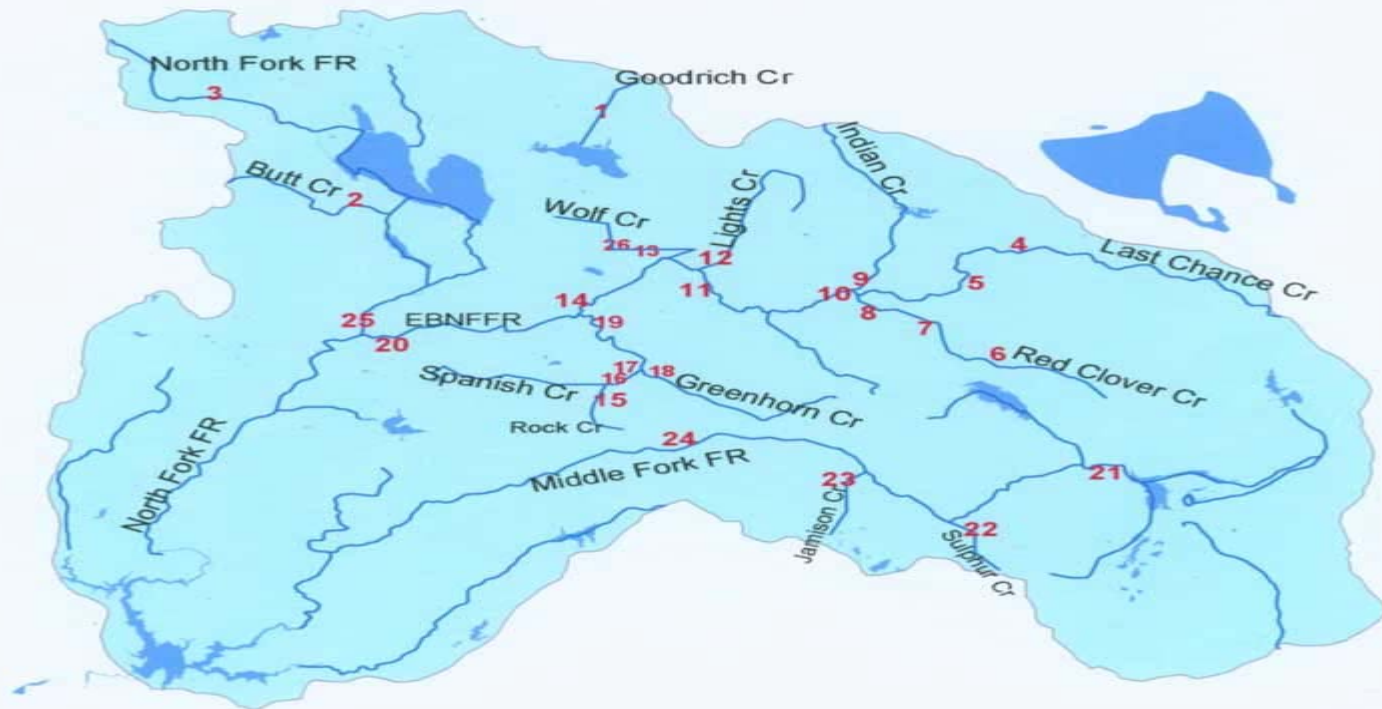 North Fork FR
3
Goodrich Cr
1
Indian Cr
Butt Cr
2
Lights Cr
Wolf Cr
26
13
12
4
Last Chance Cr
11
9
10
5
14
8
25
EBNFFR
19
7
20
6
Red Clover Cr
17
18
Spanish Cr
16
Greenhorn Cr
15
Rock Cr
North Fork FR
24
Middle Fork FR
23
21
Jamison Cr
22
Sulphur Cr